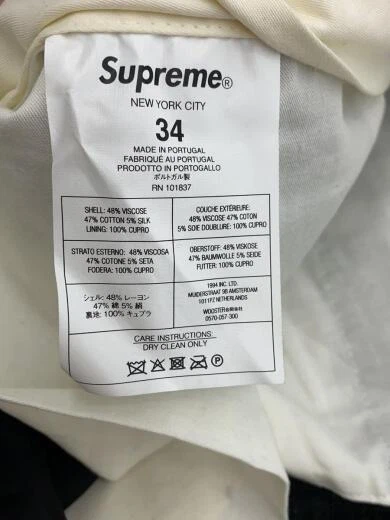 Supreme®
NEW YORK CITY
34
MADE IN PORTUGAL
FABRIQUÉ AU PORTUGAL
PRODOTTO IN PORTOGALLO
ポルトガル製
RN 101837
SHELL: 48% VISCOSE
47% COTTON 5% SILK
LINING: 100% CUPRO
COUCHE EXTÉRIEURE:
48% VISCOSE 47% COTON
5% SOIE DOUBLURE: 100% CUPRO
STRATO ESTERNO: 48% VISCOSA
47% COTONE 5% SETA
FODERA: 100% CUPRO
OBERSTOFF: 48% VISKOSE
47% BAUMWOLLE 5% SEIDE
FUTTER: 100% CUPRO
シェル: 48% レーヨン
47% 綿 5% 絹
裏地: 100% キュプラ
1994 INC. LTD.
MUIDERSTRAAT 9B AMSTERDAM
1011PZ NETHERLANDS
WOOSTER合同会社
0570-057-300
CARE INSTRUCTIONS:
DRY CLEAN ONLY